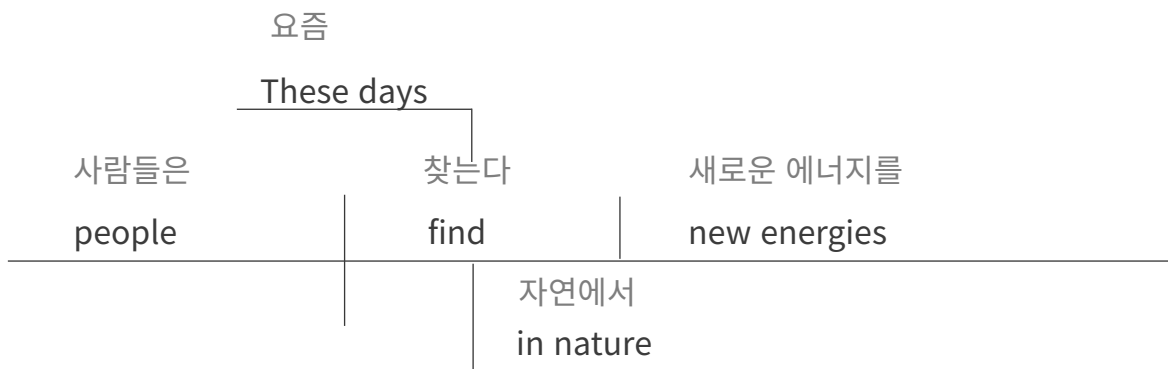 요즘
These days
사람들은 찾는다 새로운 에너지를
people find new energies
자연에서
in nature